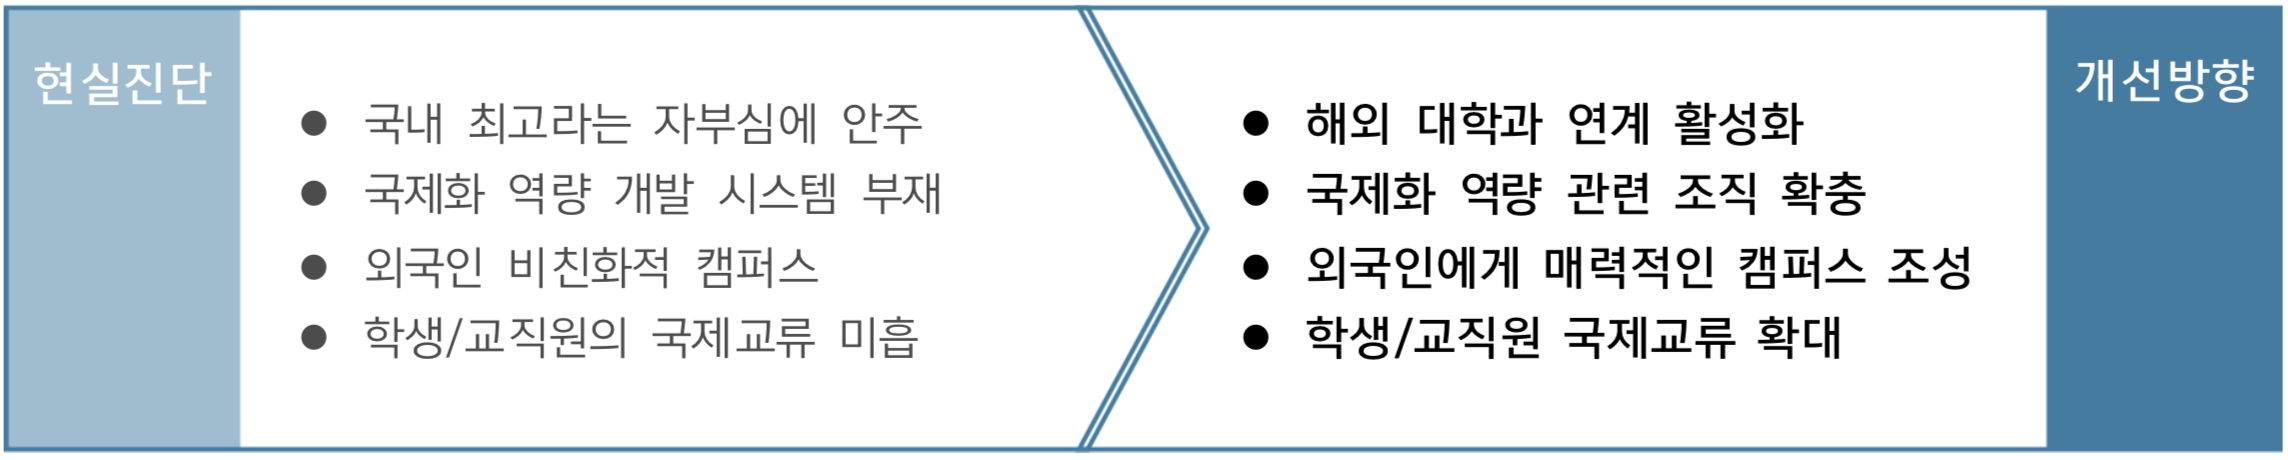 현실진단
● 국내 최고라는 자부심에 안주
● 국제화 역량 개발 시스템 부재
● 외국인 비친화적 캠퍼스
● 학생/교직원의 국제교류 미흡
● 해외 대학과 연계 활성화
● 국제화 역량 관련 조직 확충
● 외국인에게 매력적인 캠퍼스 조성
● 학생/교직원 국제교류 확대
개선방향